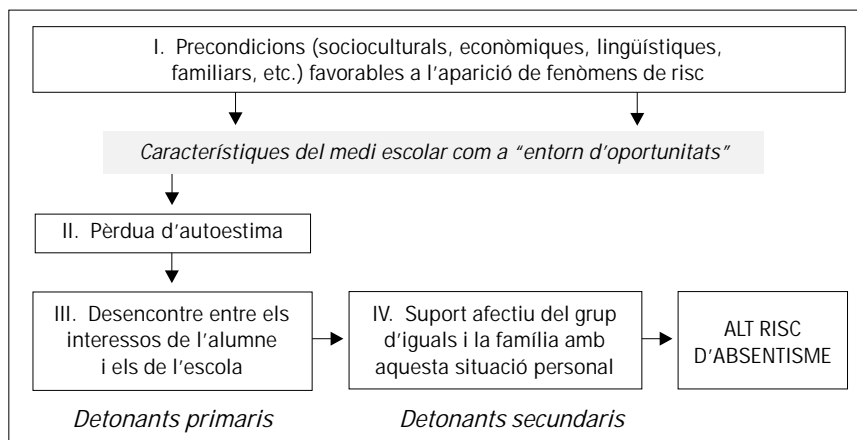 I. Precondicions (socioculturals, econòmiques, lingüístiques,
familiars, etc.) favorables a l'aparició de fenòmens de risc
Característiques del medi escolar com a “entorn d'oportunitats”
II. Pèrdua d'autoestima
III. Desencontre entre els
interessos de l'alumne
i els de l'escola
IV. Suport afectiu del grup
d'iguals i la família amb
aquesta situació personal
ALT RISC
D'ABSENTISME
Detonants primaris
Detonants secundaris